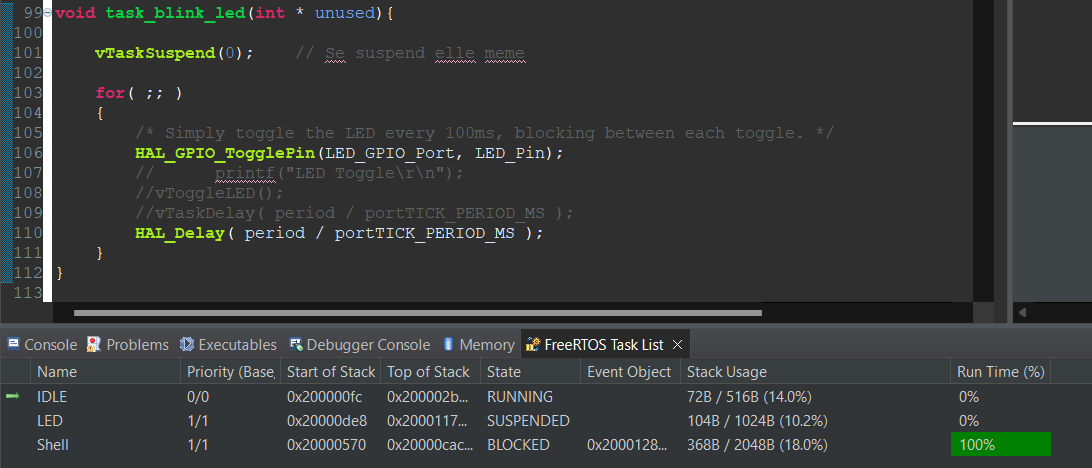 99 void task_blink_led(int * unused){
100
101 vTaskSuspend(0); // Se suspend elle meme
102
103 for( ;; )
104 {
105 /* Simply toggle the LED every 100ms, blocking between each toggle. */
106 HAL_GPIO_TogglePin(LED_GPIO_Port, LED_Pin);
107 // printf("LED Toggle\r\n");
108 //vToggleLED();
109 //vTaskDelay( period / portTICK_PERIOD_MS );
110 HAL_Delay( period / portTICK_PERIOD_MS );
111 }
112 }
113
Console Problems Executables Debugger Console Memory FreeRTOS Task List
Name Priority (Base, Start of Stack Top of Stack State Event Object Stack Usage Run Time (%)
IDLE 0/0 0x200000fc 0x200002b... RUNNING 72B / 516B (14.0%) 0%
LED 1/1 0x20000de8 0x2000117... SUSPENDED 104B / 1024B (10.2%) 0%
Shell 1/1 0x20000570 0x20000cac... BLOCKED 0x2000128... 368B / 2048B (18.0%) 100%